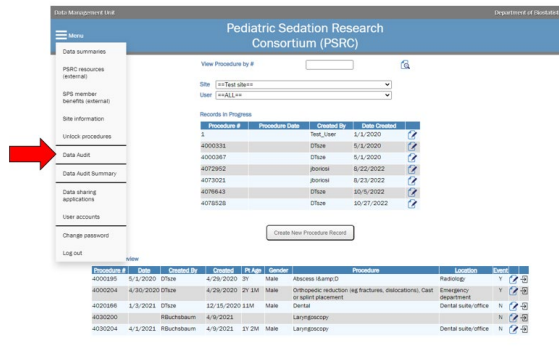 Data Management Unit
Department of Biostatist
Menu
Pediatric Sedation Research
Consortium (PSRC)
Data summaries
PSRC resources
(external)
SPS member
benefits (external)
Site information
Unlock procedures
Data Audit
Data Audit Summary
Data sharing
applications
User accounts
Change password
Log out
View Procedure by #
Site ==Test site==
User ==ALL==
Records in Progress
Procedure # Procedure Date Created By Date Created
1 Test_User 1/1/2020
4000331 DTsze 5/1/2020
4000367 DTsze 5/1/2020
4072952 jboricsi 8/22/2022
4073021 jboricsi 8/23/2022
4076643 DTsze 10/5/2022
4078528 DTsze 10/27/2022
Create New Procedure Record
view
Procedure # Date Created By Created Pt Age Gender Procedure Location Event
4000195 5/1/2020 DTsze 4/29/2020 3Y Male Abscess I&amp;D Radiology Y
4000204 4/30/2020 DTsze 4/29/2020 2Y 1M Male Orthopedic reduction (eg fractures, dislocations), Cast Emergency Y
or splint placement department
4020166 1/3/2021 DTsze 12/15/2020 11M Male Dental Dental suite/office N
4030200 RBuchsbaum 4/9/2021 Laryngoscopy N
4030204 4/1/2021 RBuchsbaum 4/9/2021 1Y 2M Male Laryngoscopy Dental suite/office N